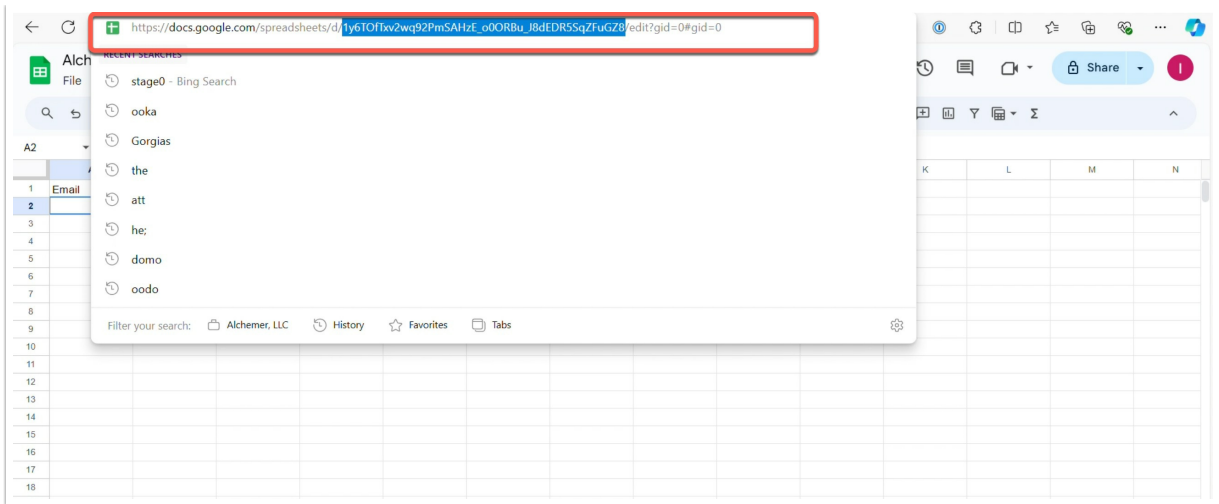 https://docs.google.com/spreadsheets/d/1y6TOfTxv2wq92PmSAHzE_o0ORBu_J8dEDR5SqZFuGZ8/edit?gid=0#gid=0
Alch
RECENT SEARCHES
File
Share
I
stage0 - Bing Search
ooka
Gorgias
A2
the
A K L M N
1 Email
att
2
3
he;
4
5
domo
6
7
oodo
8
Filter your search: Alchemer, LLC History Favorites Tabs
9
10
11
12
13
14
15
16
17
18